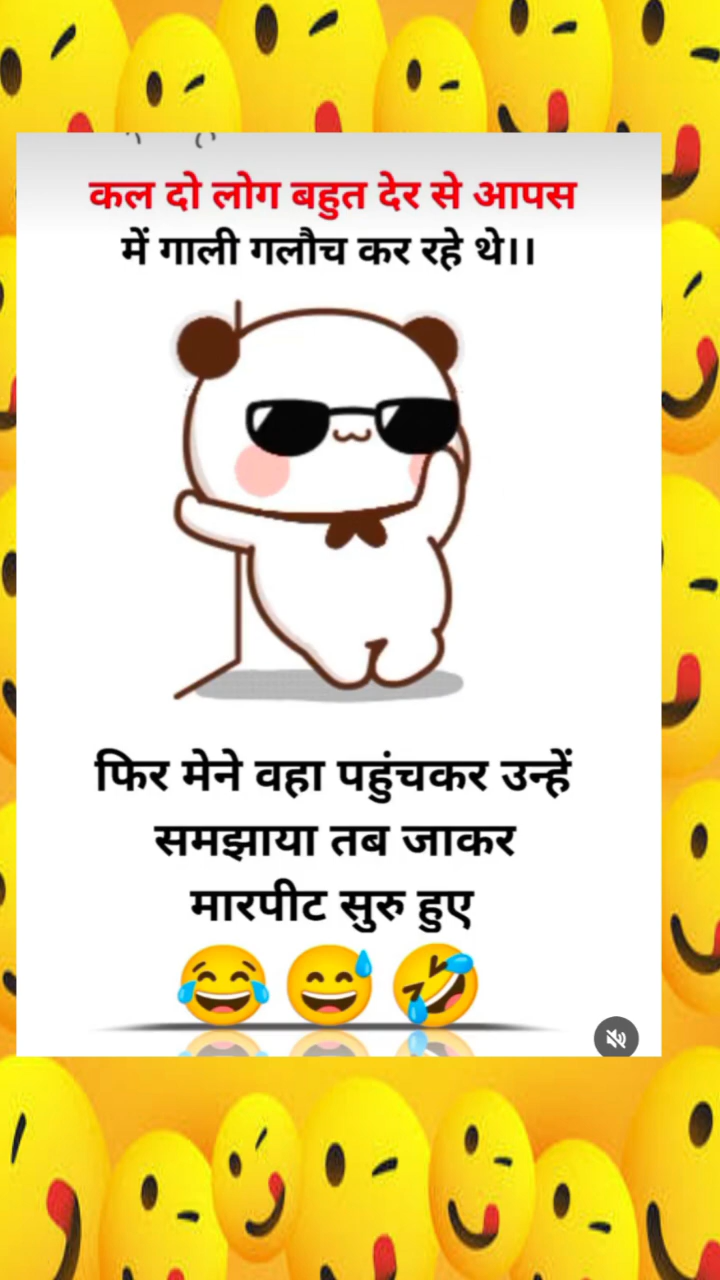 कल दो लोग बहुत देर से आपस
में गाली गलौच कर रहे थे।।
फिर मेने वहा पहुंचकर उन्हें
समझाया तब जाकर
मारपीट सुरु हुए